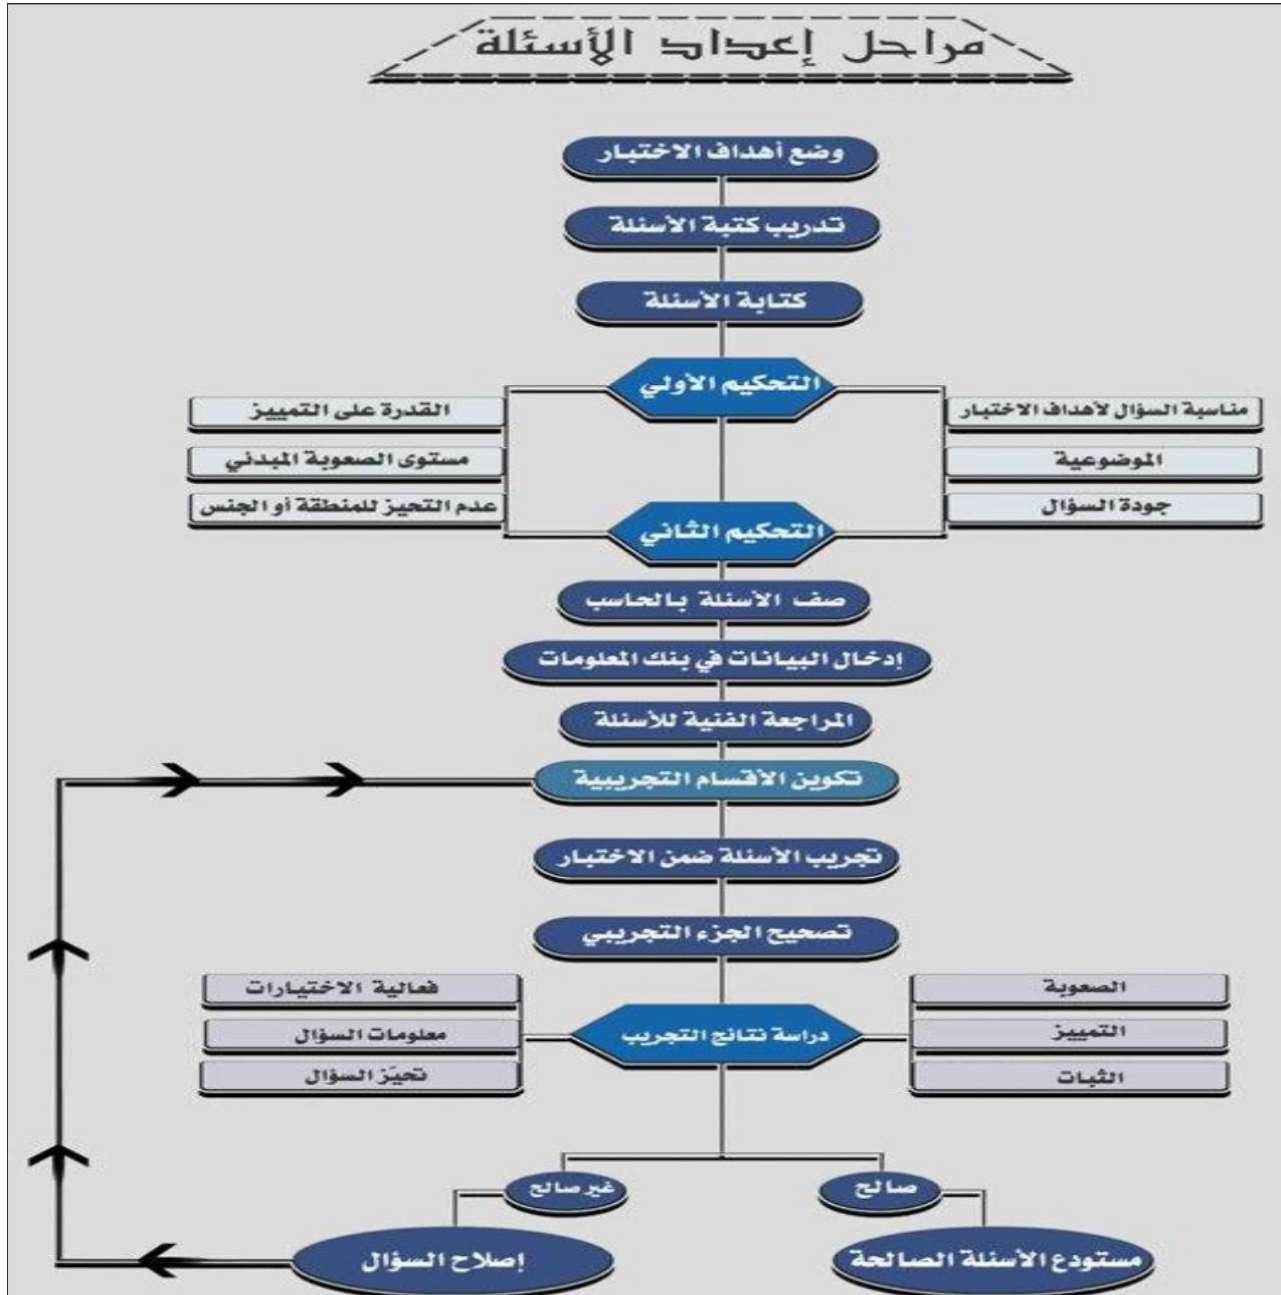 مراحل إعداد الأسئلة
وضع أهداف الاختبار
تدريب كتبة الأسئلة
كتابة الأسئلة
التحكيم الأولي
مناسبة السؤال لأهداف الاختبار
الموضوعية
جودة السؤال
القدرة على التمييز
مستوى الصعوبة المبدئي
عدم التحيز للمنطقة أو الجنس
التحكيم الثاني
صف الأسئلة بالحاسب
إدخال البيانات في بنك المعلومات
المراجعة الفنية للأسئلة
تكوين الأقسام التجريبية
تجريب الأسئلة ضمن الاختبار
تصحيح الجزء التجريبي
دراسة نتائج التجريب
الصعوبة
التمييز
الثبات
فعالية الاختيارات
معلومات السؤال
تحيّز السؤال
صالح
غير صالح
مستودع الأسئلة الصالحة
إصلاح السؤال